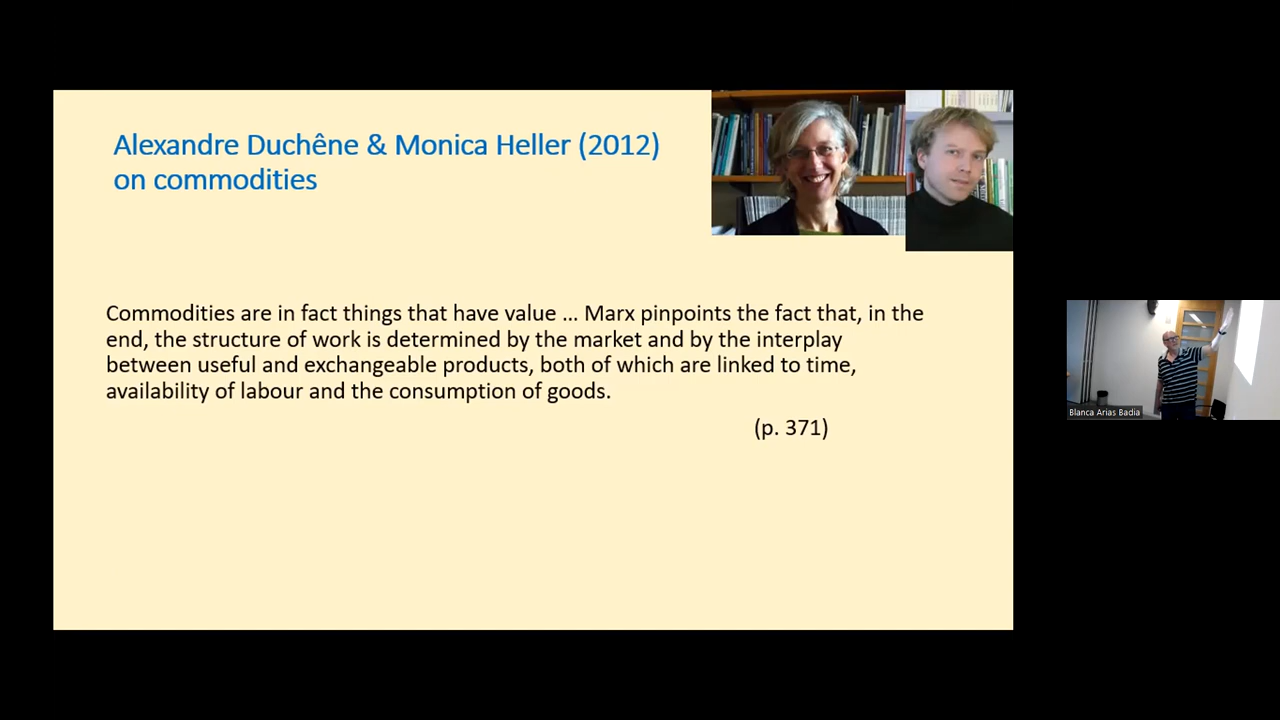 Alexandre Duchêne & Monica Heller (2012)
on commodities
Commodities are in fact things that have value ... Marx pinpoints the fact that, in the
end, the structure of work is determined by the market and by the interplay
between useful and exchangeable products, both of which are linked to time,
availability of labour and the consumption of goods.
(p. 371)
Blanca Arias Badia